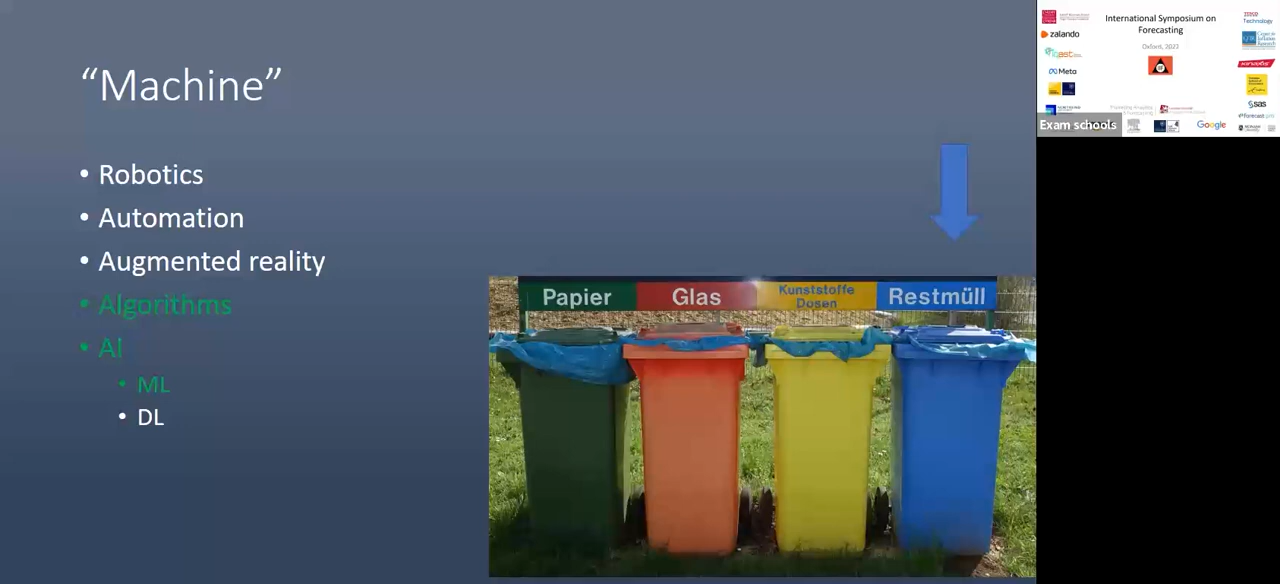 “Machine”
• Robotics
• Automation
• Augmented reality
• Algorithms
• AI
• ML
• DL
Papier
Glas
Kunststoffe
Dosen
Restmüll
International Symposium on
Forecasting
Oxford, 2022
zalando
Meta
sas
Google
Exam schools